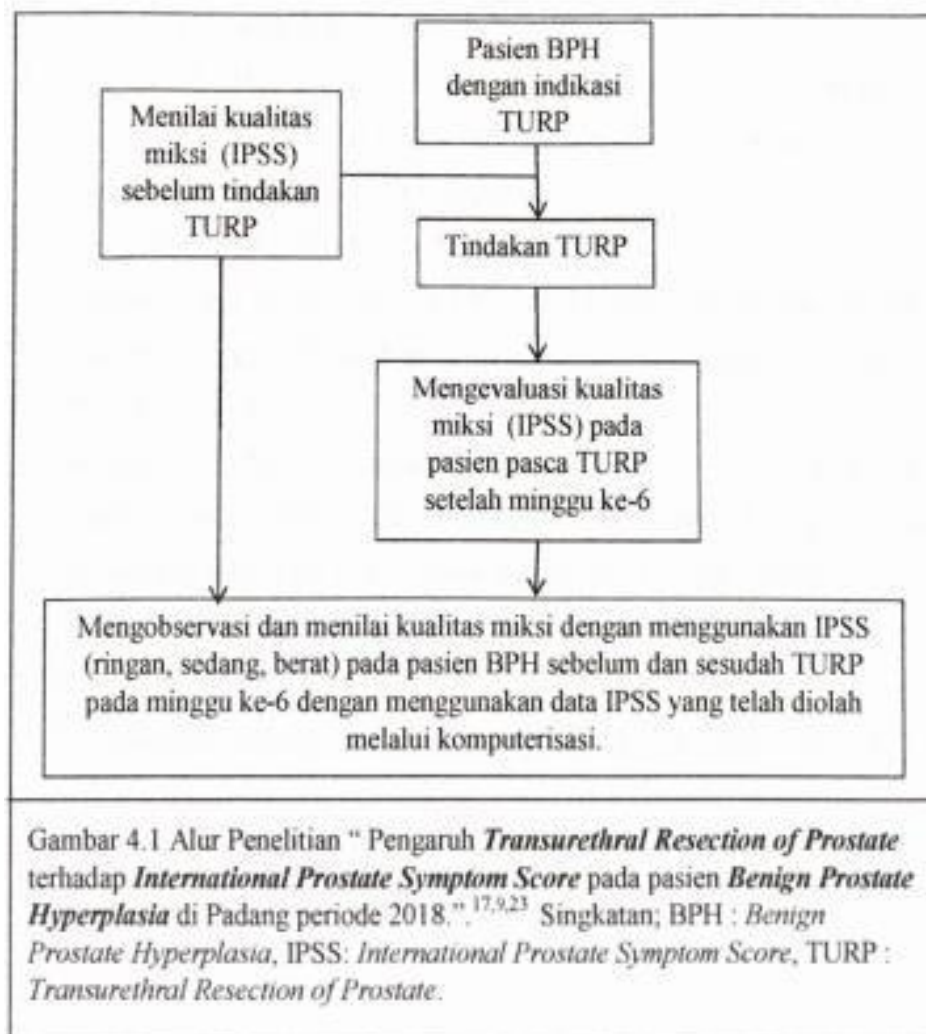 Pasien BPH
dengan indikasi
TURP
Menilai kualitas
miksi (IPSS)
sebelum tindakan
TURP
Tindakan TURP
Mengevaluasi kualitas
miksi (IPSS) pada
pasien pasca TURP
setelah minggu ke-6
Mengobservasi dan menilai kualitas miksi dengan menggunakan IPSS
(ringan, sedang, berat) pada pasien BPH sebelum dan sesudah TURP
pada minggu ke-6 dengan menggunakan data IPSS yang telah diolah
melalui komputerisasi.
Gambar 4.1 Alur Penelitian “ Pengaruh Transurethral Resection of Prostate
terhadap International Prostate Symptom Score pada pasien Benign Prostate
Hyperplasia di Padang periode 2018.”.17,9,23 Singkatan; BPH : Benign
Prostate Hyperplasia, IPSS: International Prostate Symptom Score, TURP :
Transurethral Resection of Prostate.